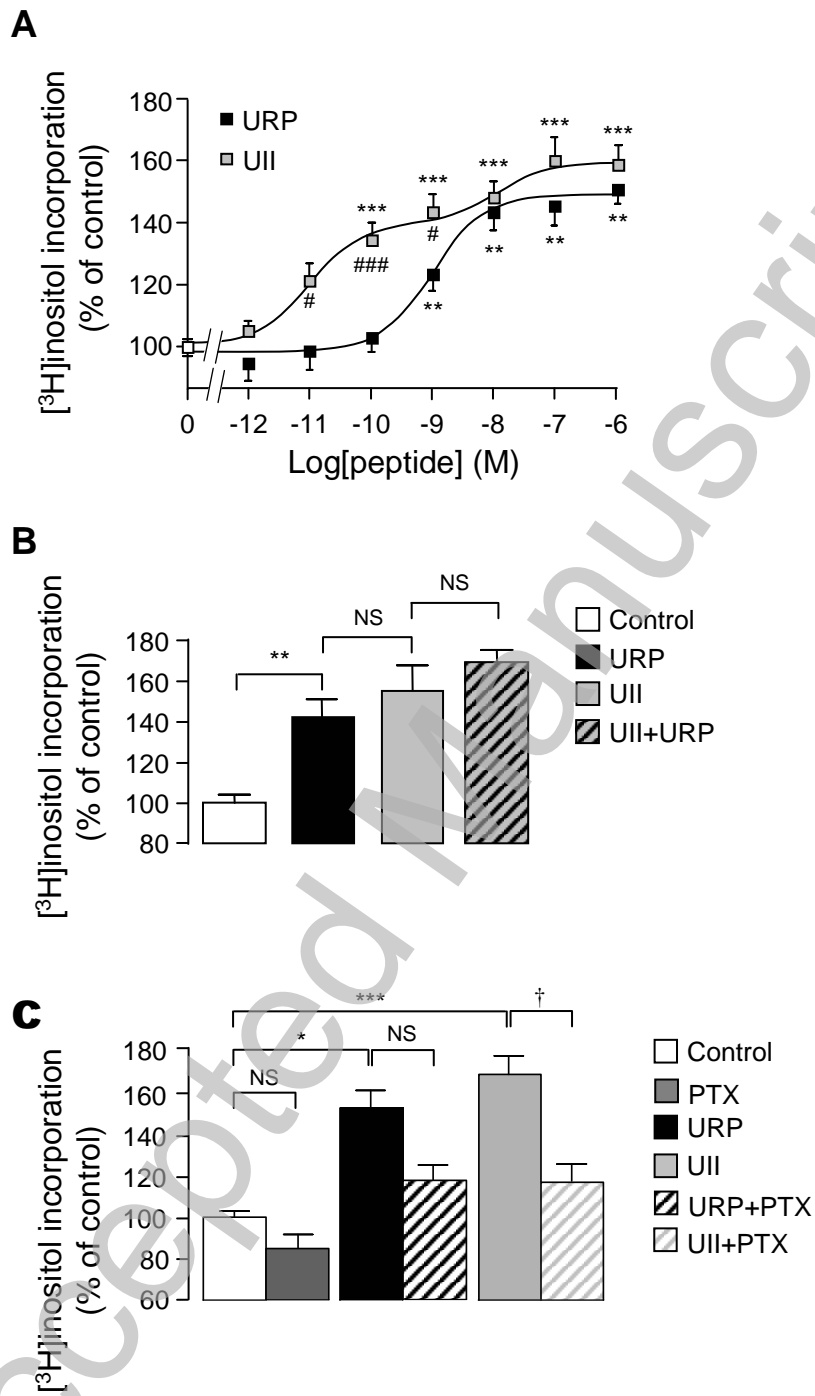 A
[³H]inositol incorporation
(% of control)
180
160
140
120
100
URP
UII
***
***
***
***
***
#
###
#
**
**
**
**
0 -12 -11 -10 -9 -8 -7 -6
Log[peptide] (M)
B
[³H]inositol incorporation
(% of control)
180
160
140
120
100
80
**
NS
NS
Control
URP
UII
UII+URP
C
[³H]inositol incorporation
(% of control)
180
160
140
120
100
80
60
***
†
*
NS
NS
Control
PTX
URP
UII
URP+PTX
UII+PTX
ccepted Manuscri